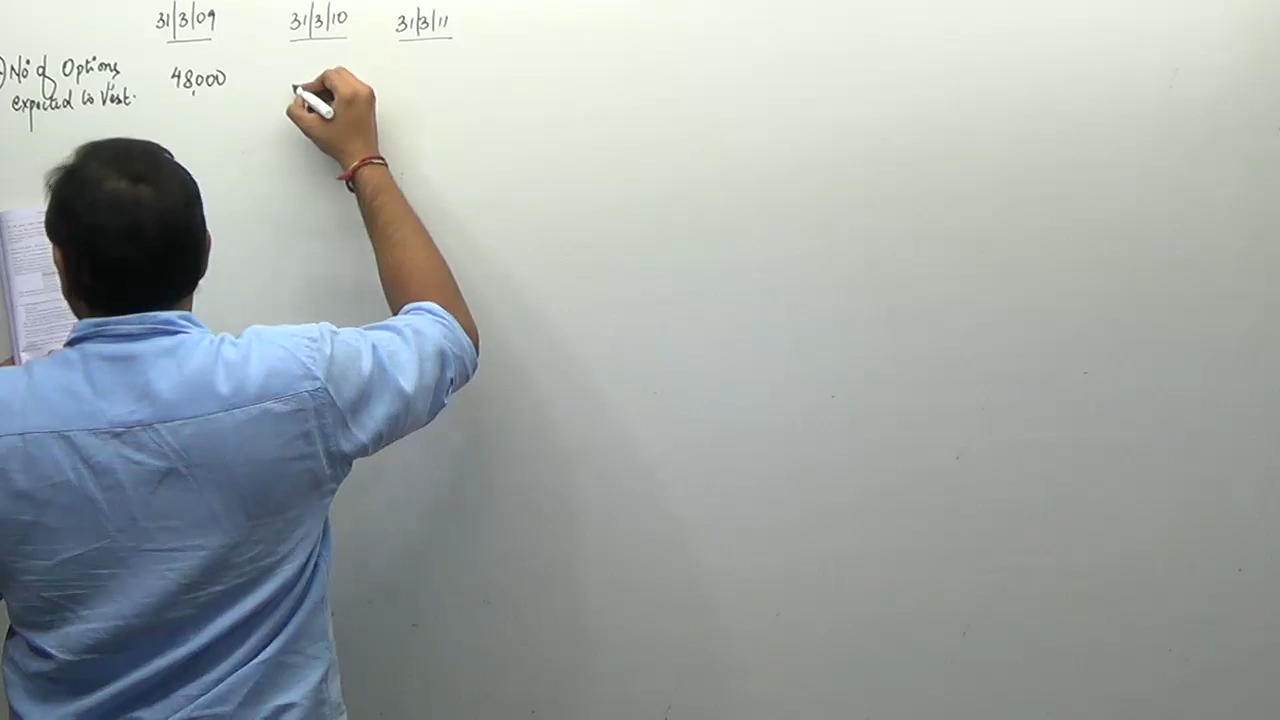 31/3/09 31/3/10 31/3/11
No of Options 48,000
expected to Vest.